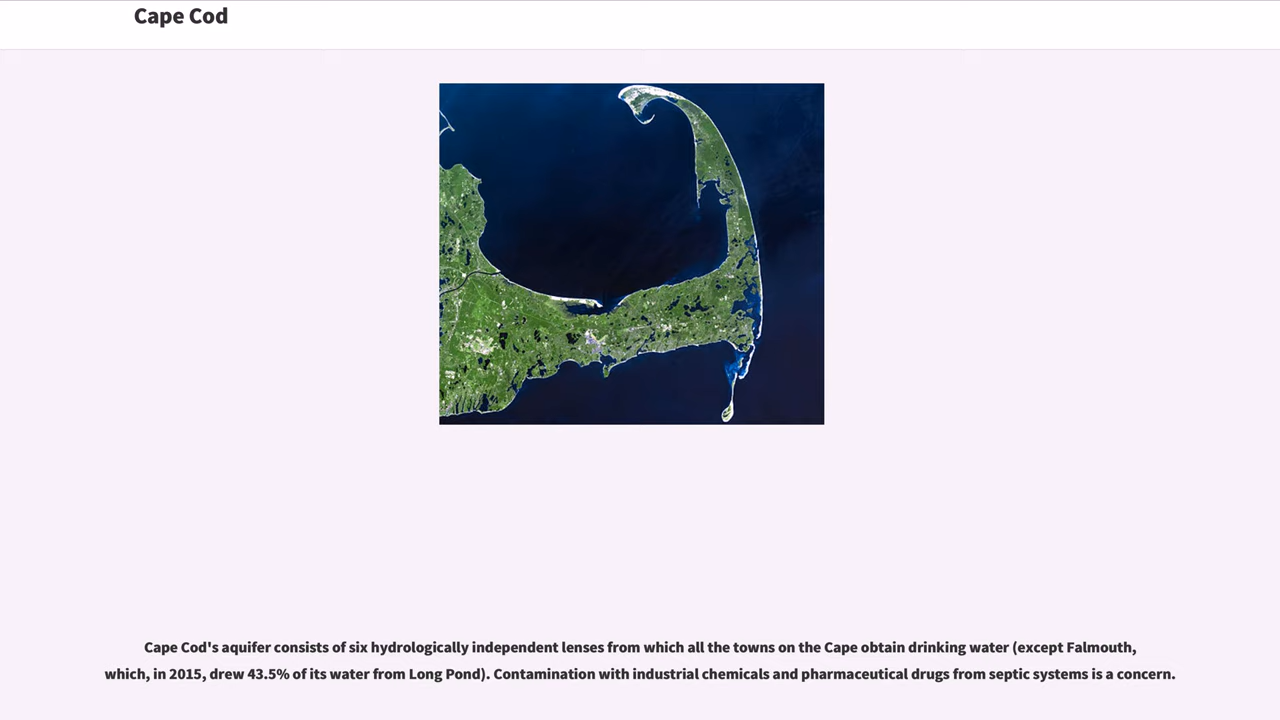 Cape Cod
Cape Cod's aquifer consists of six hydrologically independent lenses from which all the towns on the Cape obtain drinking water (except Falmouth,
which, in 2015, drew 43.5% of its water from Long Pond). Contamination with industrial chemicals and pharmaceutical drugs from septic systems is a concern.